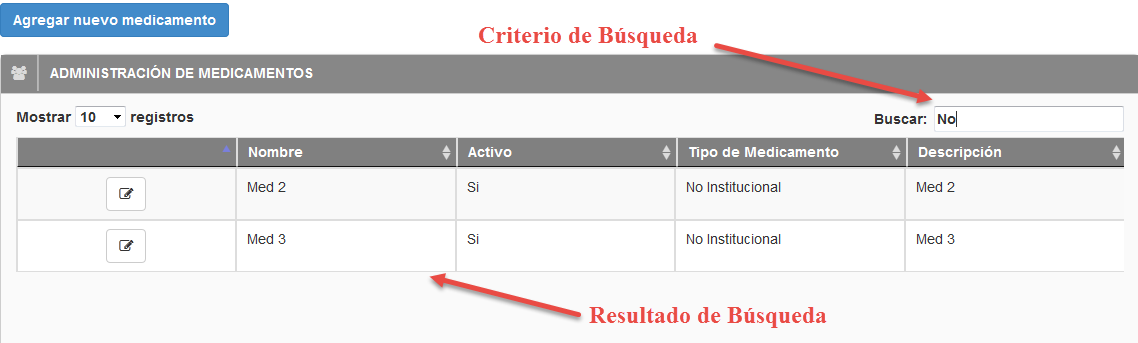 Agregar nuevo medicamento
Criterio de Búsqueda
ADMINISTRACIÓN DE MEDICAMENTOS
Mostrar 10 registros Buscar: No
Nombre Activo Tipo de Medicamento Descripción
Med 2 Si No Institucional Med 2
Med 3 Si No Institucional Med 3
Resultado de Búsqueda